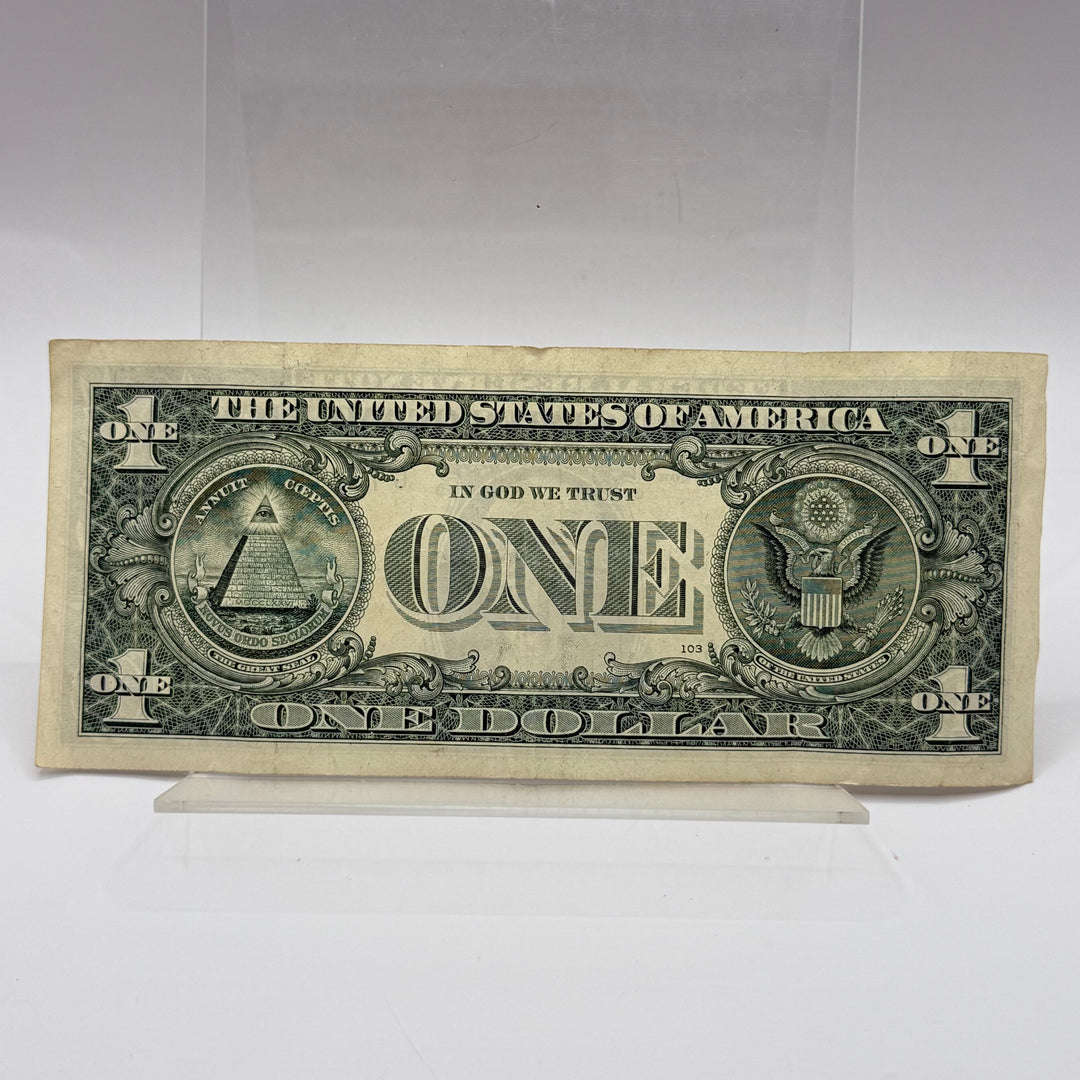 THE UNITED STATES OF AMERICA
1
ONE
1
ONE
ANNUIT CŒPTIS
MDCCLXXVI
NOVUS ORDO SECLORUM
THE GREAT SEAL
IN GOD WE TRUST
ONE
103
OF THE UNITED STATES
1
ONE
1
ONE
ONE DOLLAR